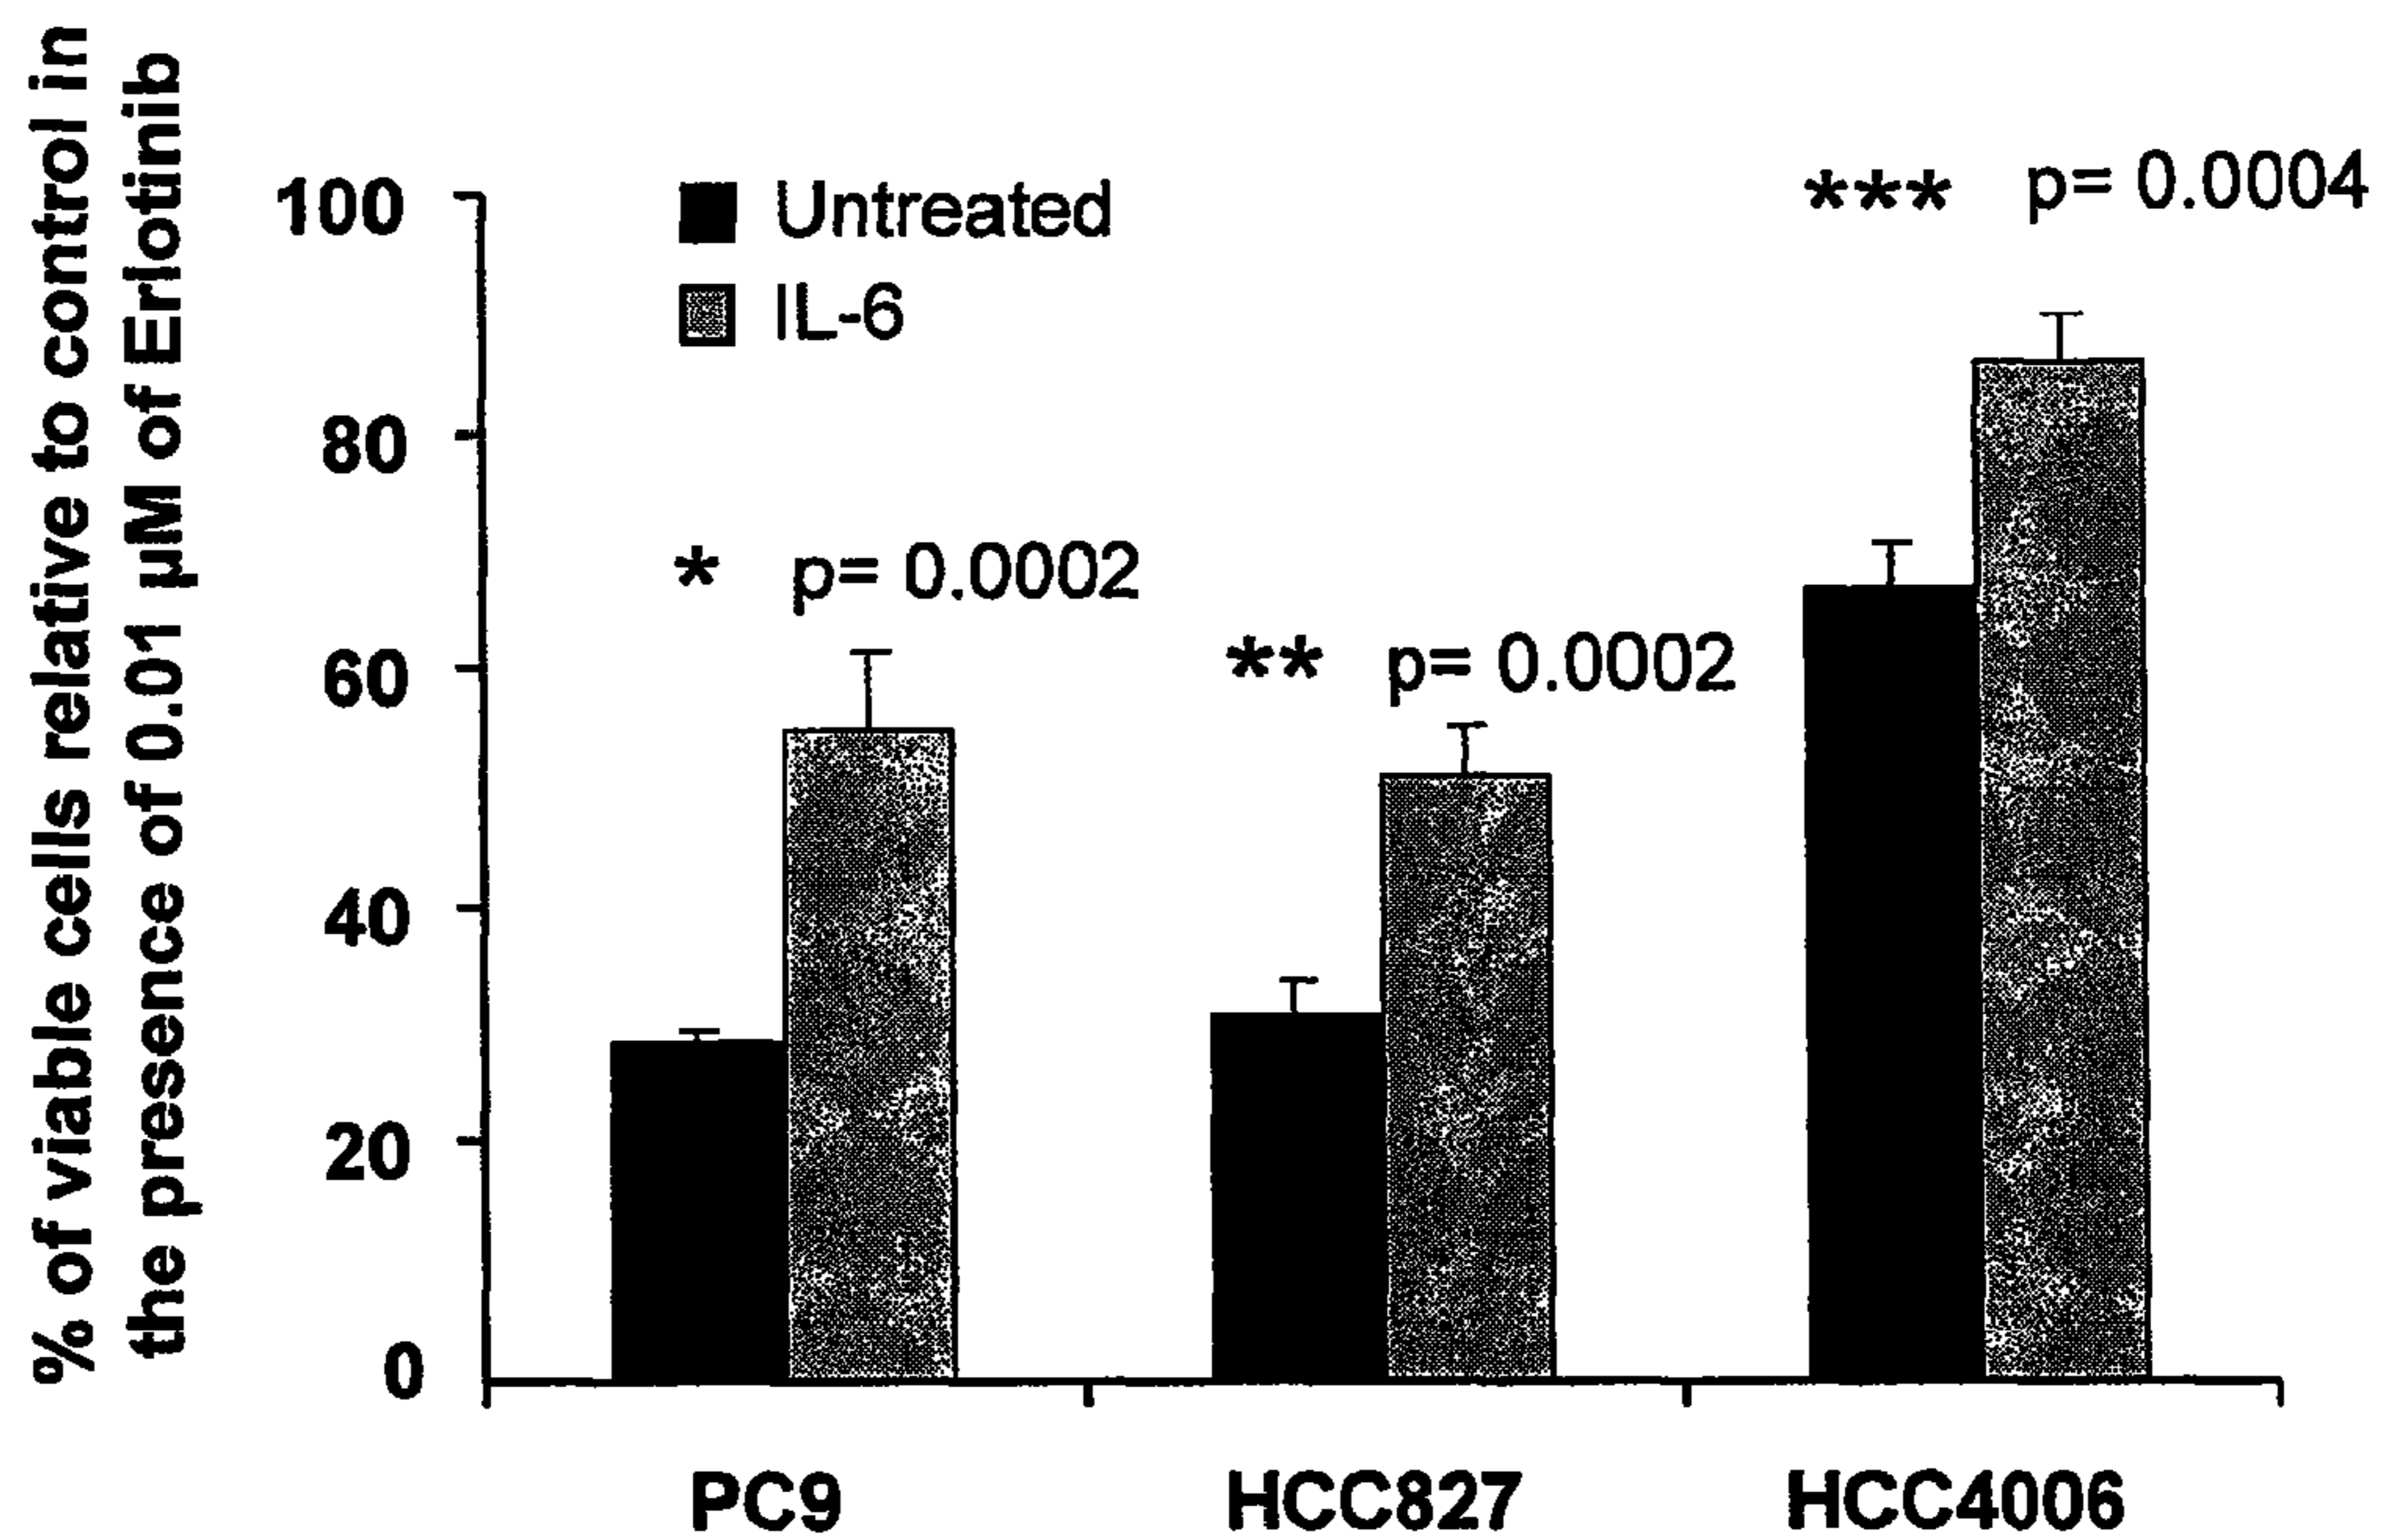 % of viable cells relative to control in
the presence of 0.01 µM of Erlotinib
100
80
60
40
20
0
Untreated
IL-6
* p= 0.0002
** p= 0.0002
*** p= 0.0004
PC9
HCC827
HCC4006